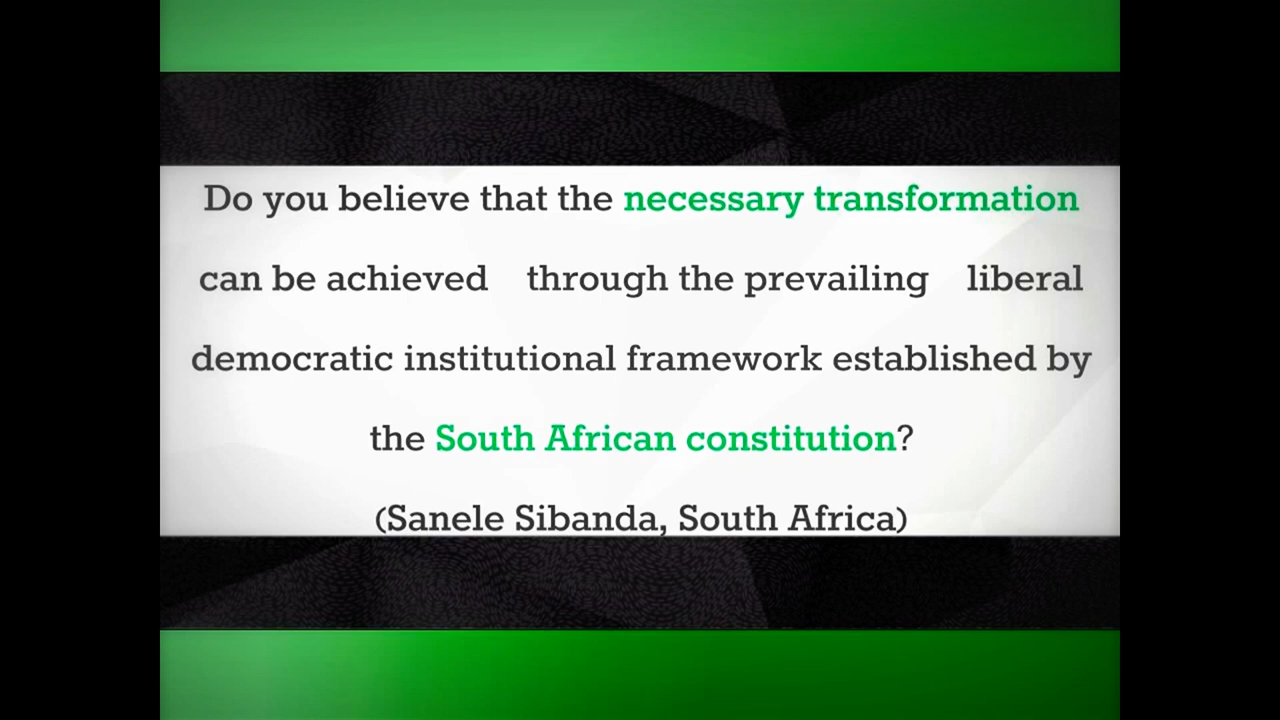 Do you believe that the necessary transformation
can be achieved through the prevailing liberal
democratic institutional framework established by
the South African constitution?
(Sanele Sibanda, South Africa)